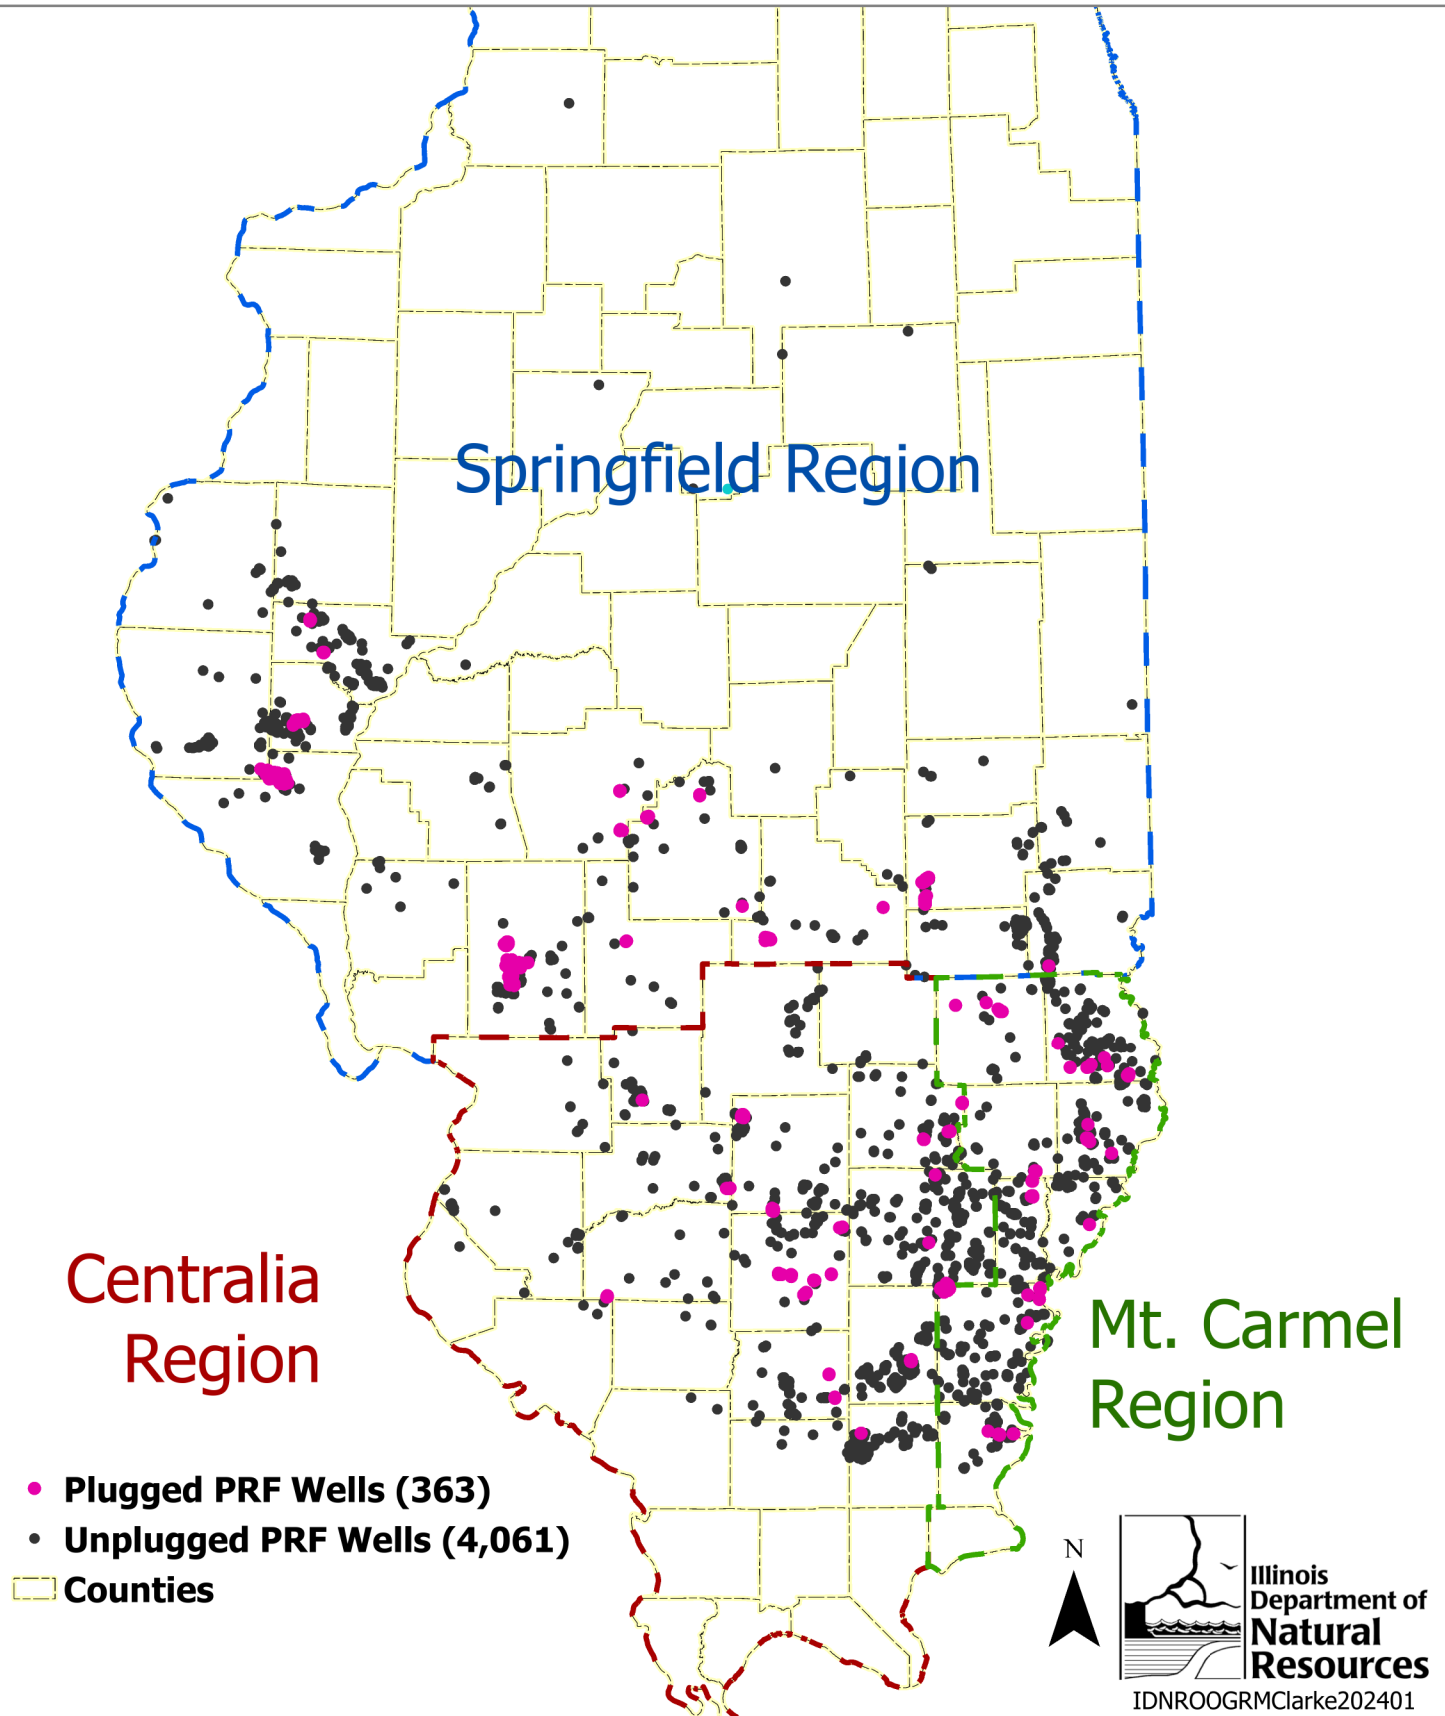 Springfield Region
Centralia
Region
Mt. Carmel
Region
Plugged PRF Wells (363)
Unplugged PRF Wells (4,061)
Counties
N
Illinois
Department of
Natural
Resources
IDNROOGRMClarke202401